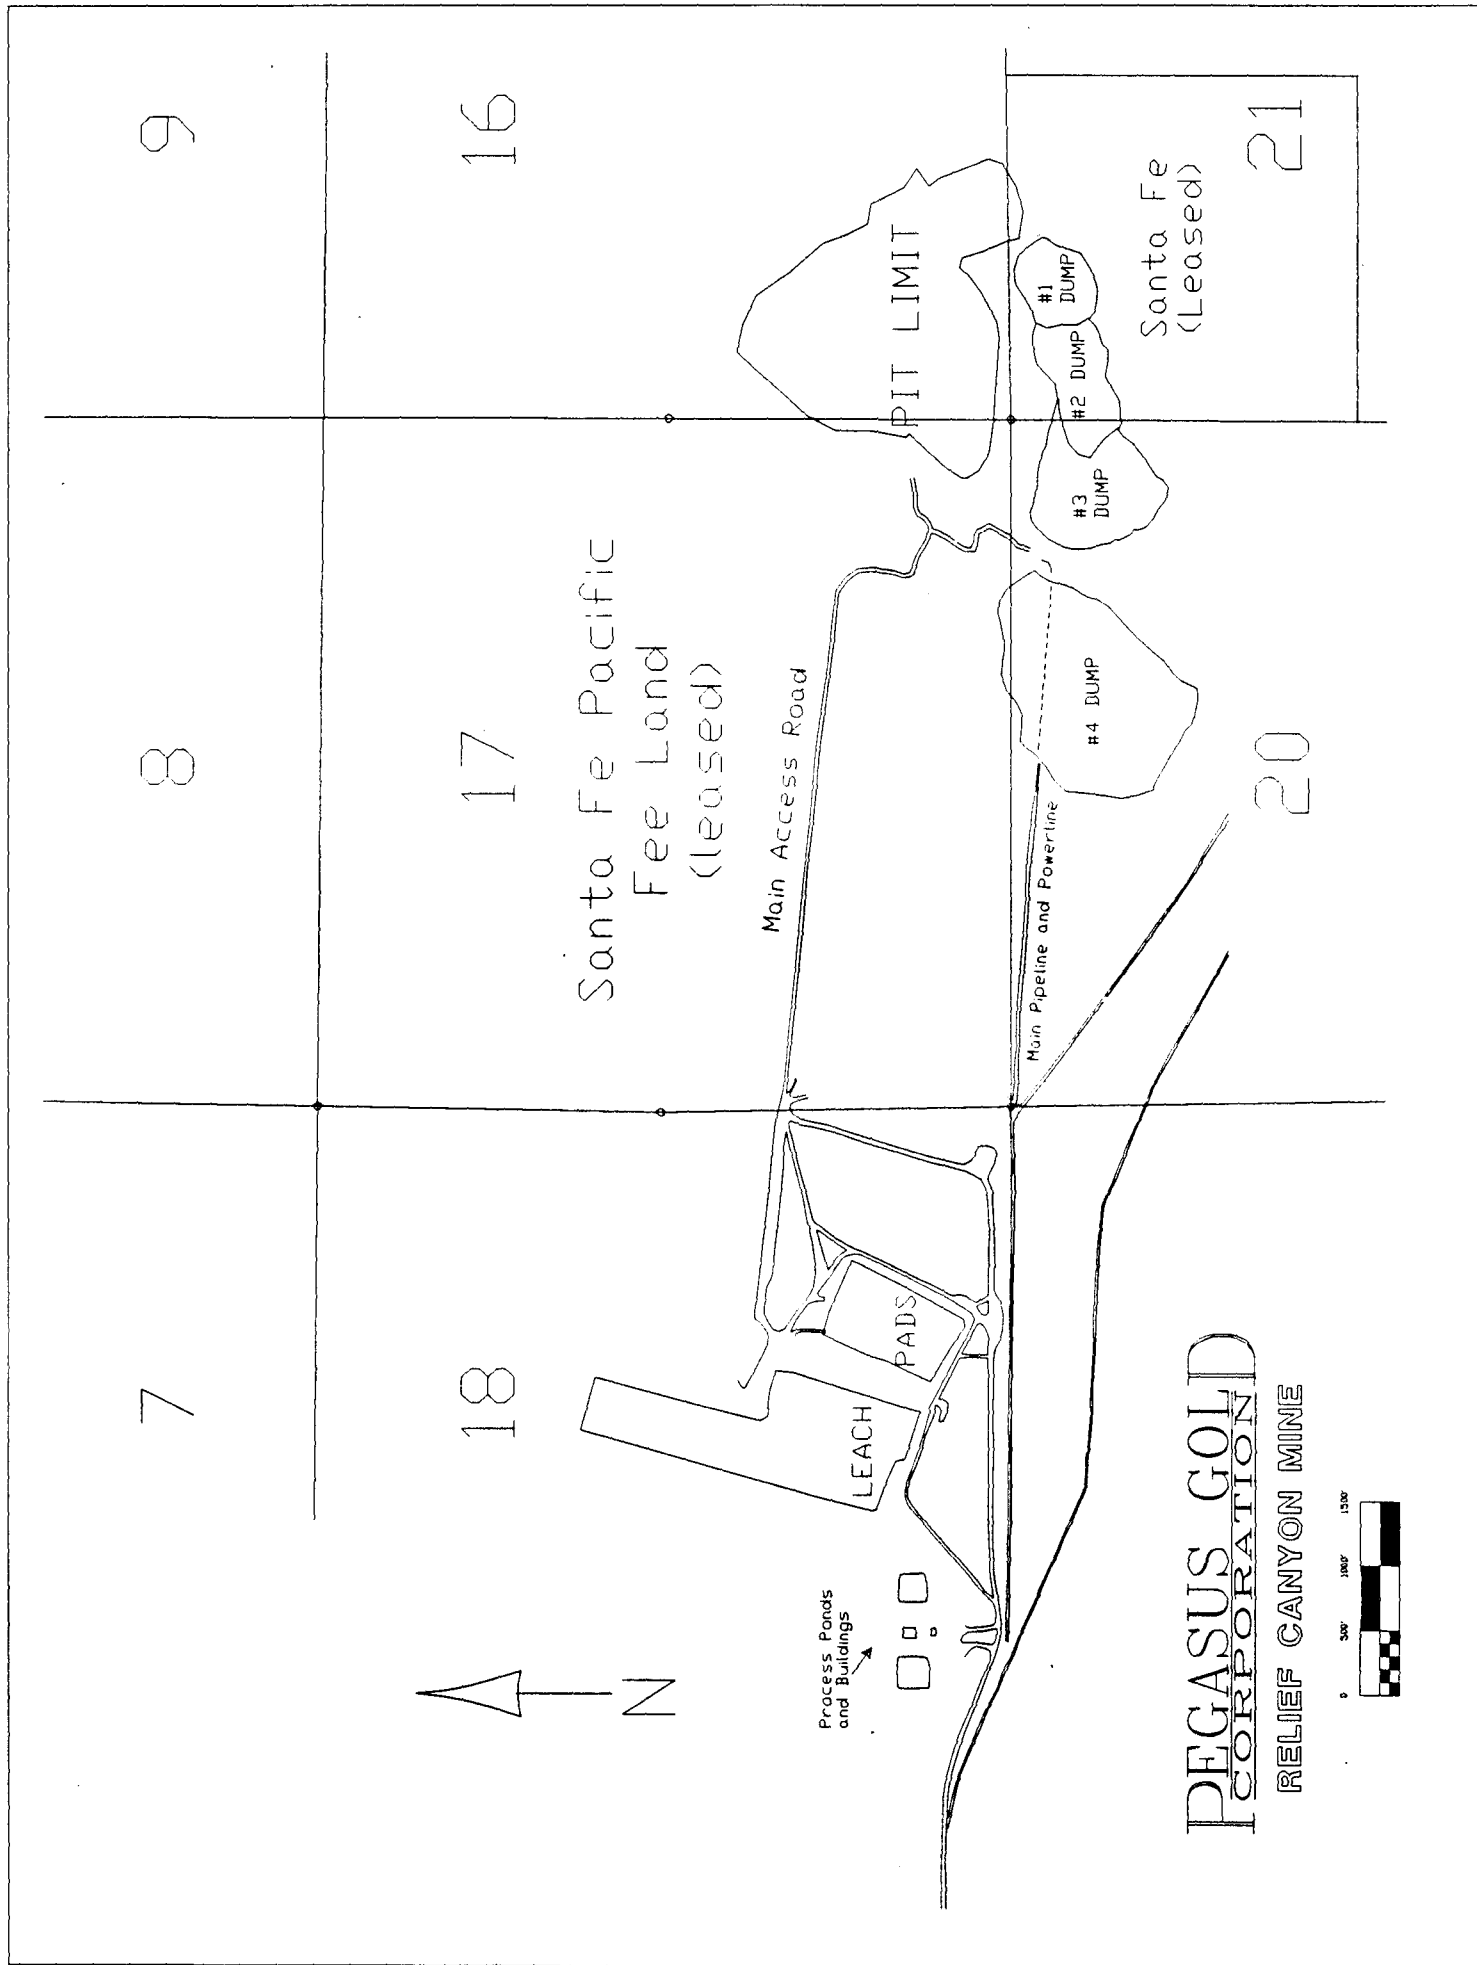 7
8
9
18
17
16
Santa Fe Pacific
Fee Land
(leased)
N
Main Access Road
PIT LIMIT
Process Ponds
and Buildings
LEACH
PADS
Main Pipeline and Powerline
#4 DUMP
#3
DUMP
#2 DUMP
#1
DUMP
Santa Fe
(Leased)
20
21
PEGASUS GOLD
CORPORATION
RELIEF CANYON MINE
0 500' 1000' 1500'